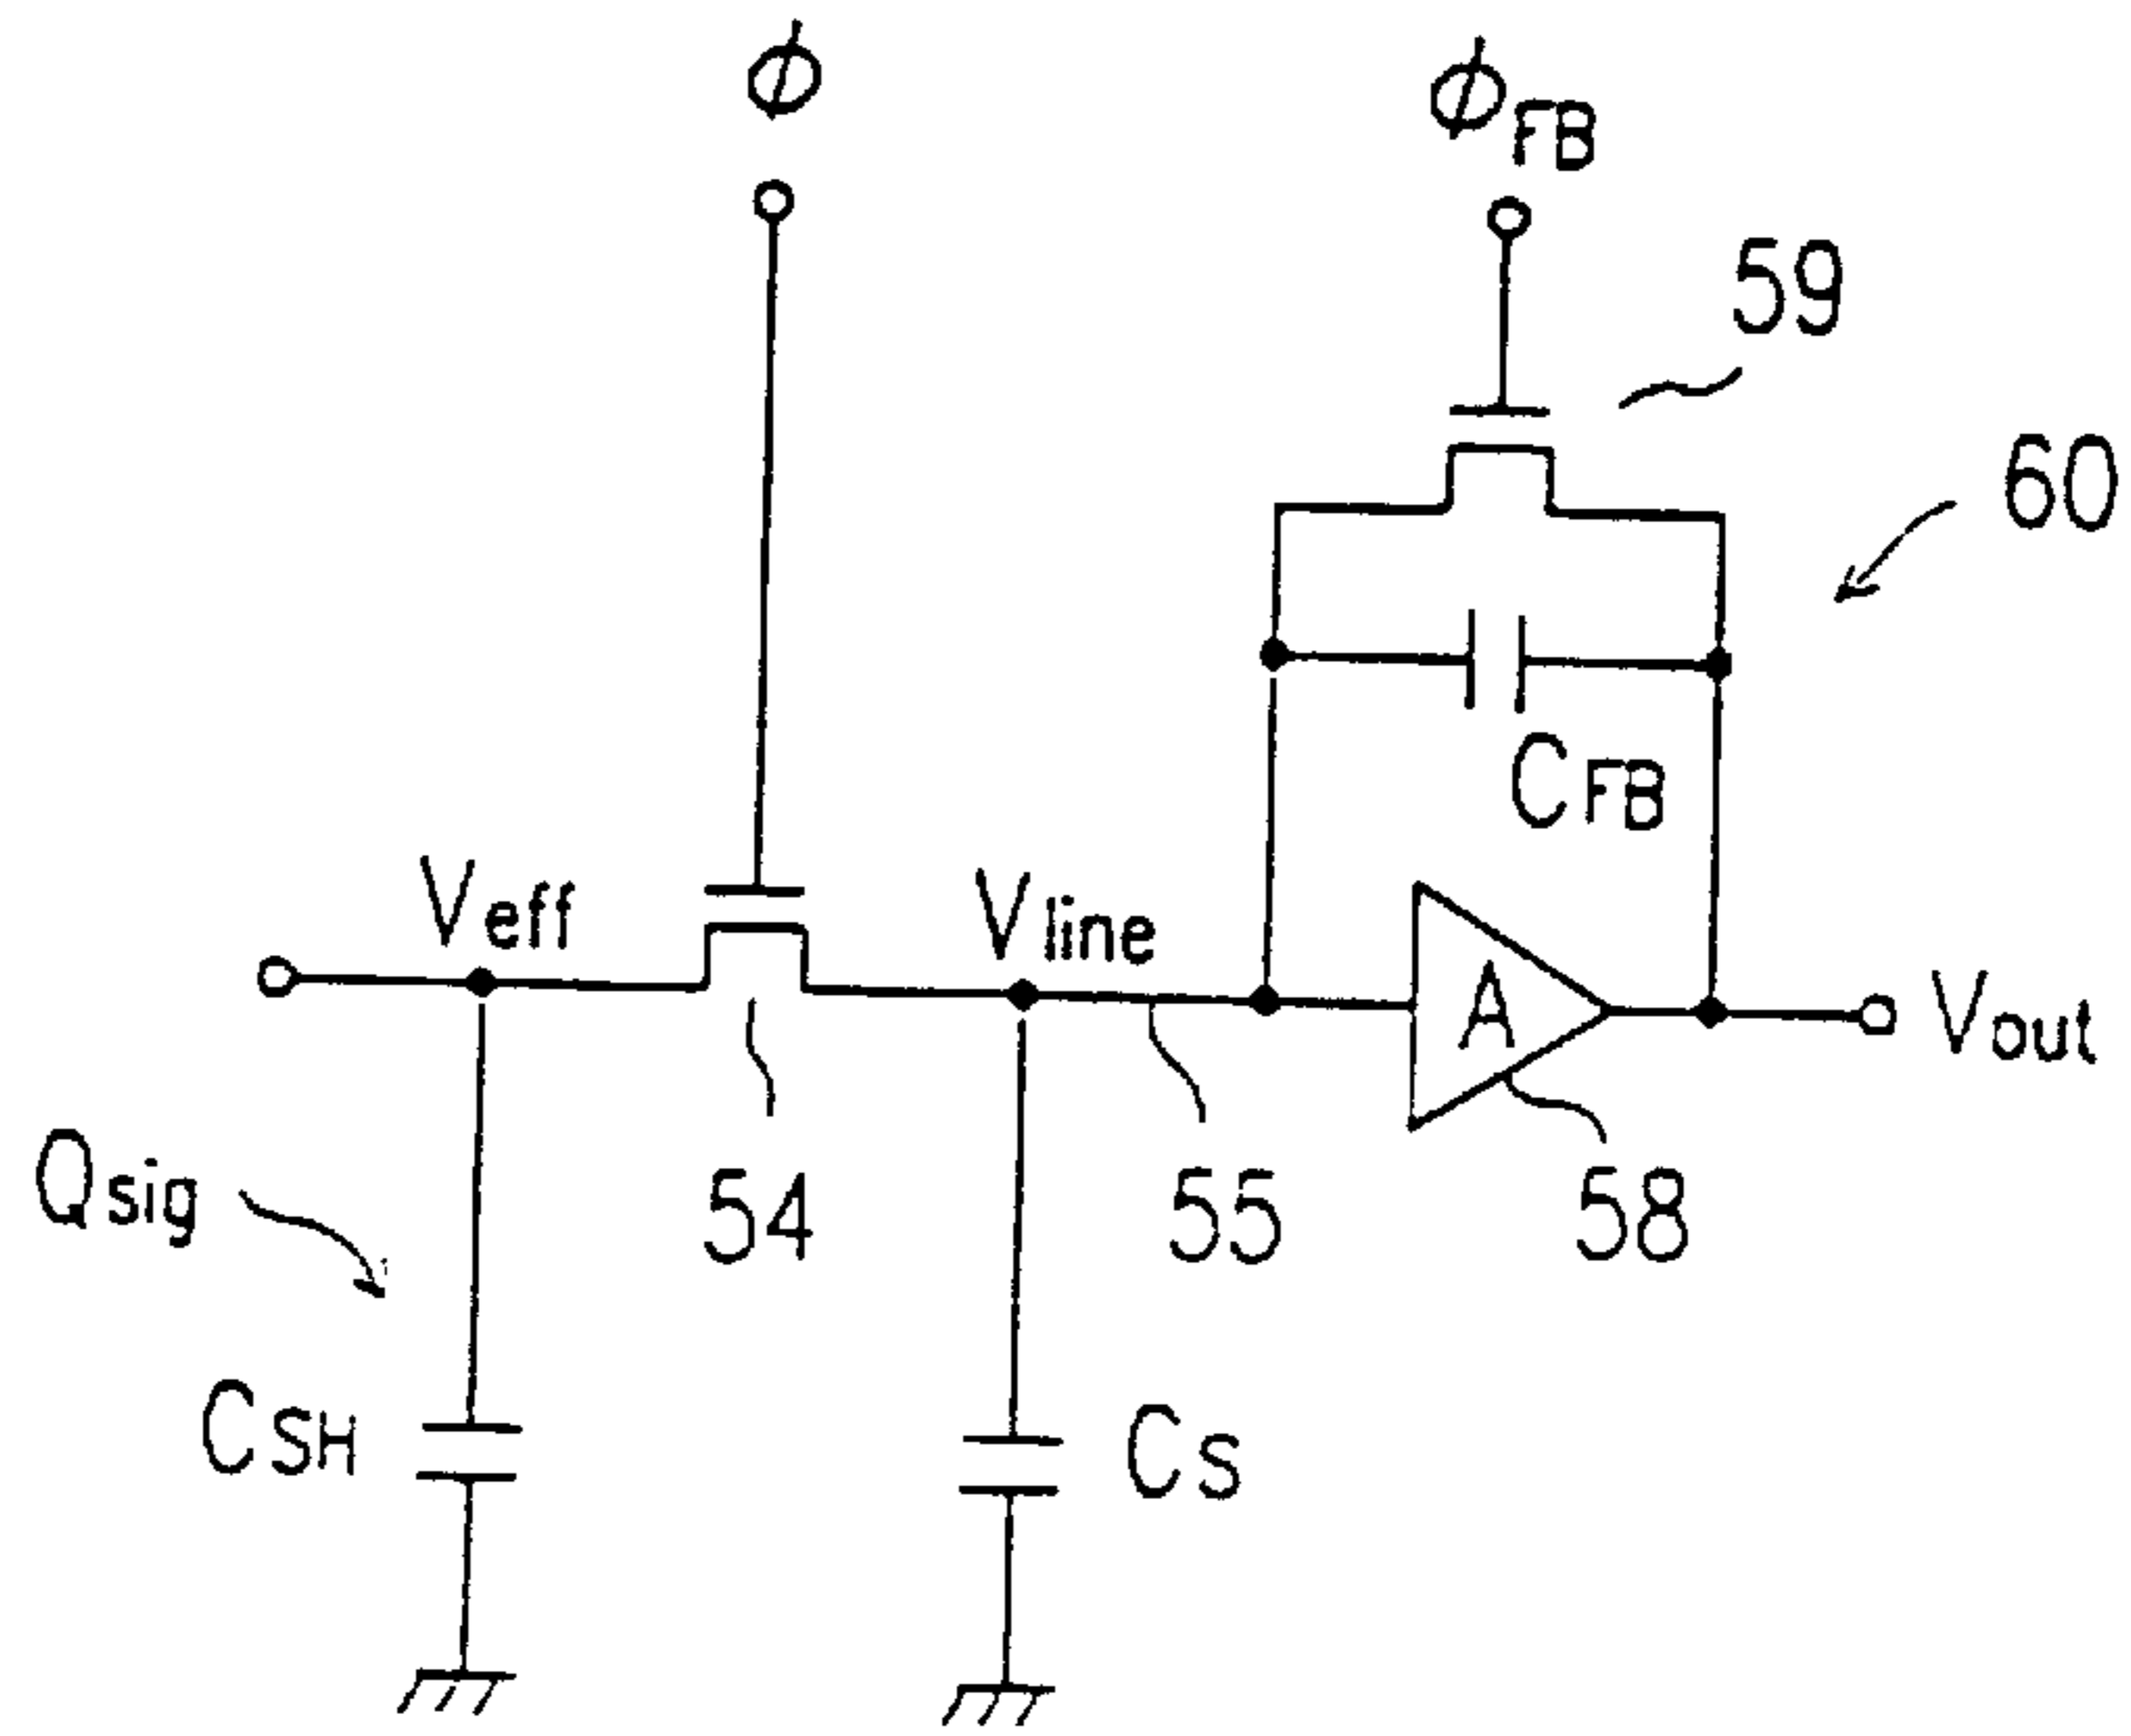 ϕ
ϕFB
59
60
CFB
Veff
Vline
A
Vout
Qsig
54
55
58
CSH
CS